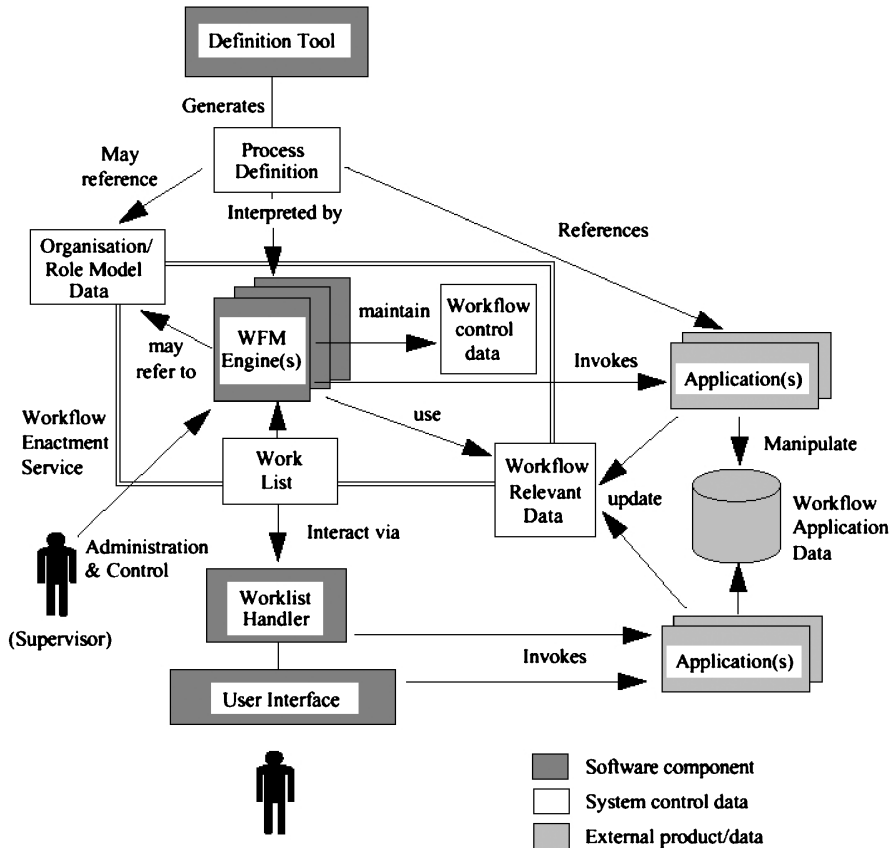 Definition Tool
Generates
Process
Definition
May
reference
Interpreted by
References
Organisation/
Role Model
Data
WFM
Engine(s)
maintain
Workflow
control
data
may
refer to
Invokes
Application(s)
use
Workflow
Enactment
Service
Work
List
Workflow
Relevant
Data
update
Manipulate
Workflow
Application
Data
Interact via
Administration
& Control
(Supervisor)
Worklist
Handler
Invokes
Application(s)
User Interface
Software component
System control data
External product/data